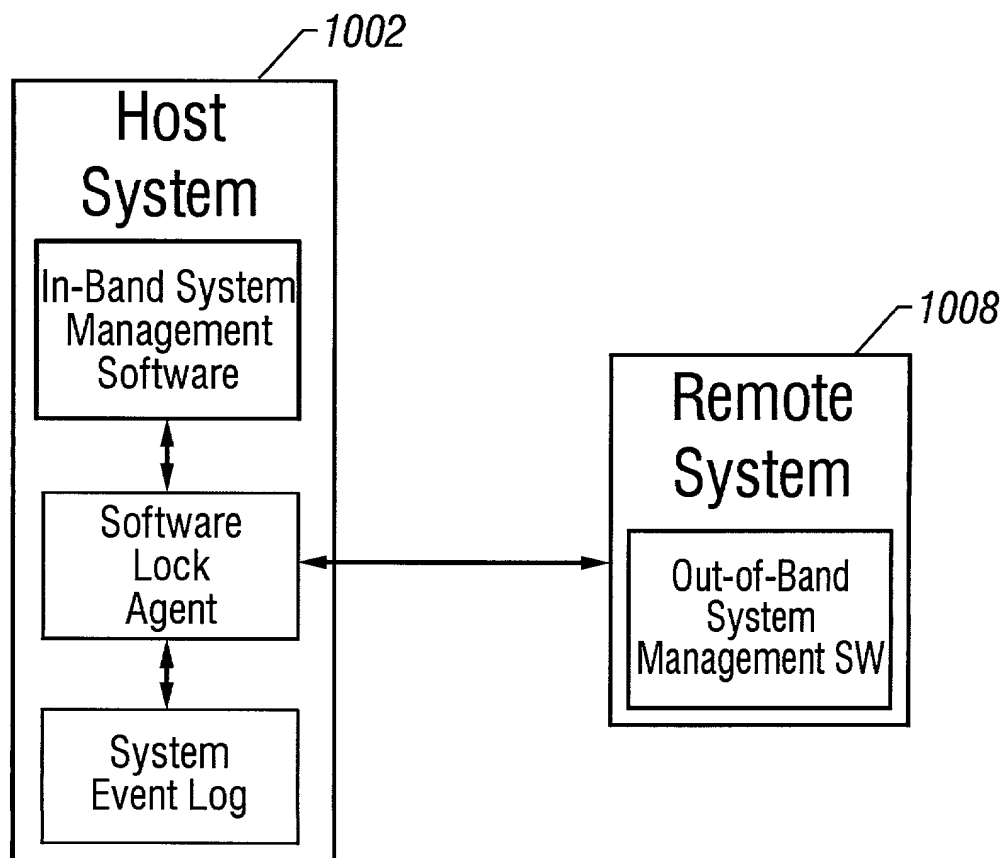 1002
Host
System
In-Band System
Management
Software
Software
Lock
Agent
System
Event Log
1008
Remote
System
Out-of-Band
System
Management SW